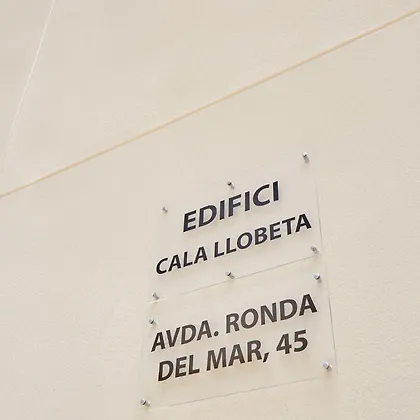 EDIFICI
CALA LLOBETA
AVDA. RONDA
DEL MAR, 45